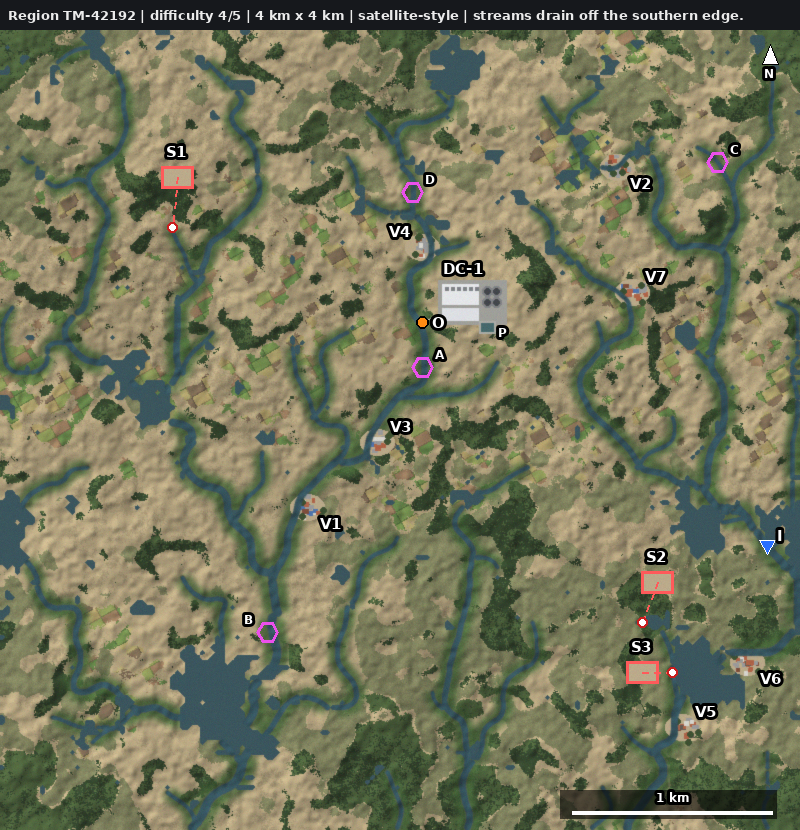 Region TM-42192 | difficulty 4/5 | 4 km x 4 km | satellite-style | streams drain off the southern edge.
N
S1
C
D
V2
V4
DC-1
V7
O
P
A
V3
V1
I
S2
B
S3
V6
V5
1 km